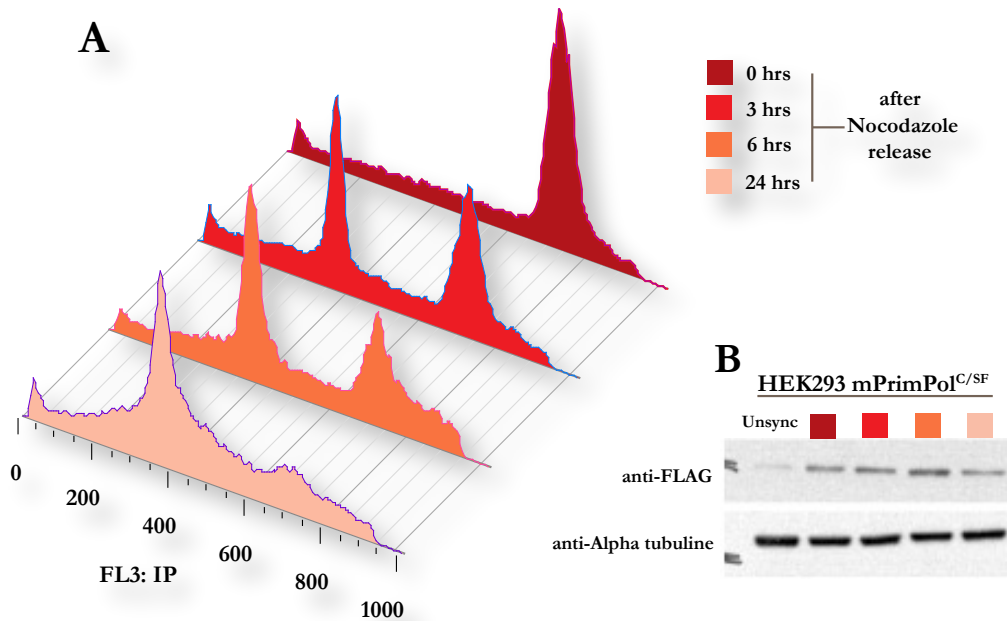 A
0 hrs
3 hrs
6 hrs
24 hrs
after
Nocodazole
release
0
200
400
600
800
1000
FL3: IP
B
HEK293 mPrimPolC/SF
Unsync
anti-FLAG
anti-Alpha tubuline